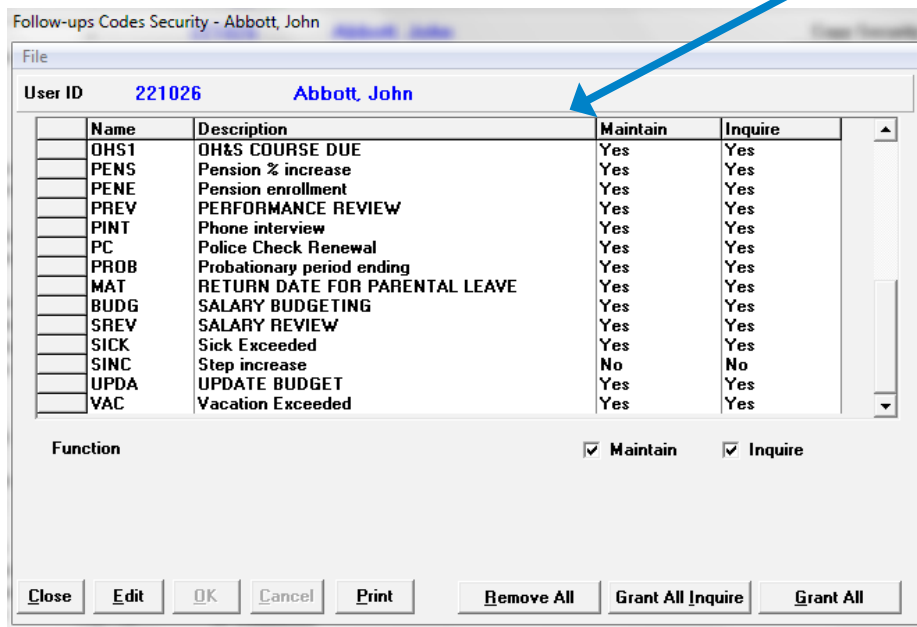 Follow-ups Codes Security - Abbott, John
File
User ID 221026 Abbott, John
Name Description Maintain Inquire
OHS1 OH&S COURSE DUE Yes Yes
PENS Pension % increase Yes Yes
PENE Pension enrollment Yes Yes
PREV PERFORMANCE REVIEW Yes Yes
PINT Phone interview Yes Yes
PC Police Check Renewal Yes Yes
PROB Probationary period ending Yes Yes
MAT RETURN DATE FOR PARENTAL LEAVE Yes Yes
BUDG SALARY BUDGETING Yes Yes
SREV SALARY REVIEW Yes Yes
SICK Sick Exceeded Yes Yes
SINC Step increase No No
UPDA UPDATE BUDGET Yes Yes
VAC Vacation Exceeded Yes Yes
Function Maintain Inquire
Close Edit OK Cancel Print Remove All Grant All Inquire Grant All